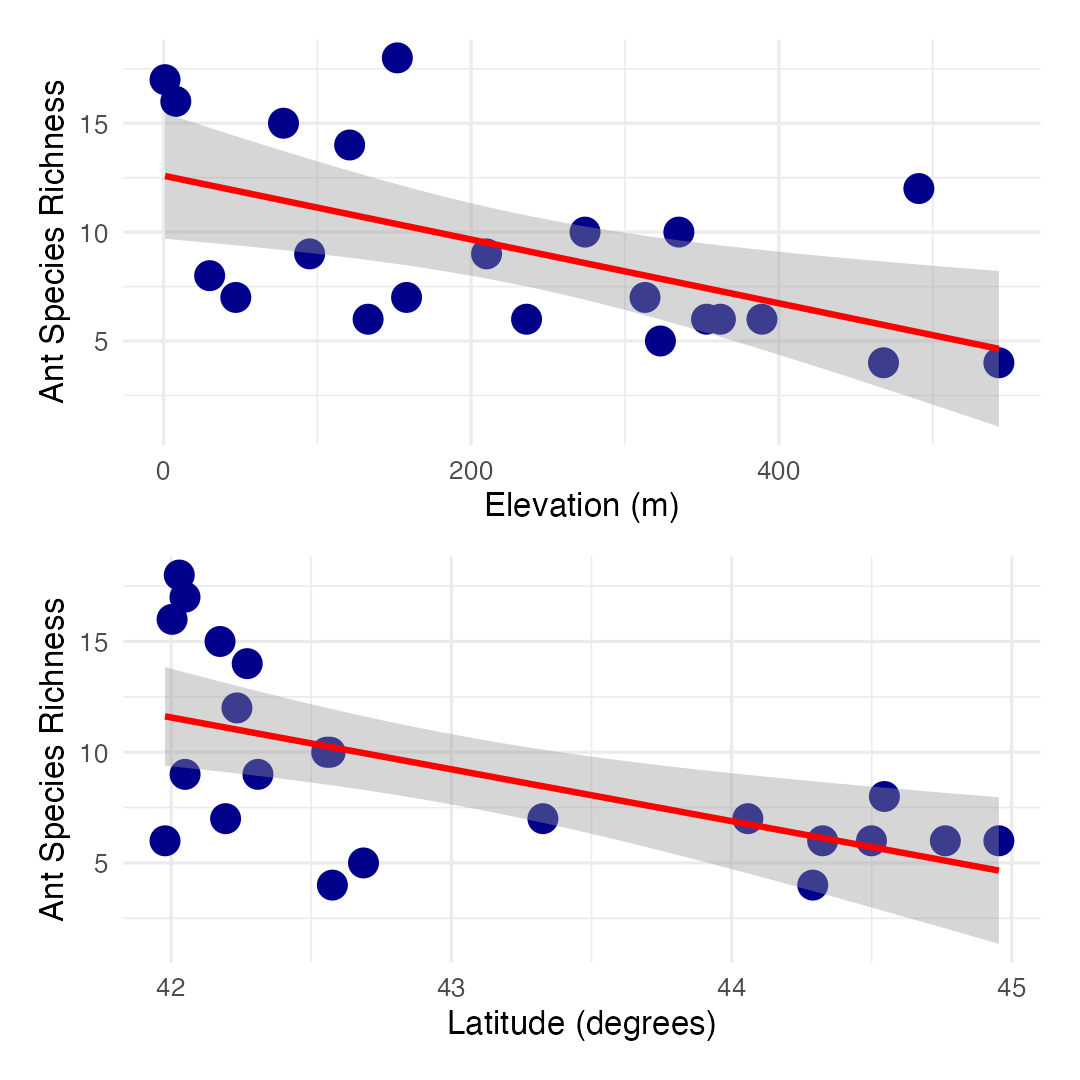 Ant Species Richness
15
10
5
0 200 400
Elevation (m)
Ant Species Richness
15
10
5
42 43 44 45
Latitude (degrees)